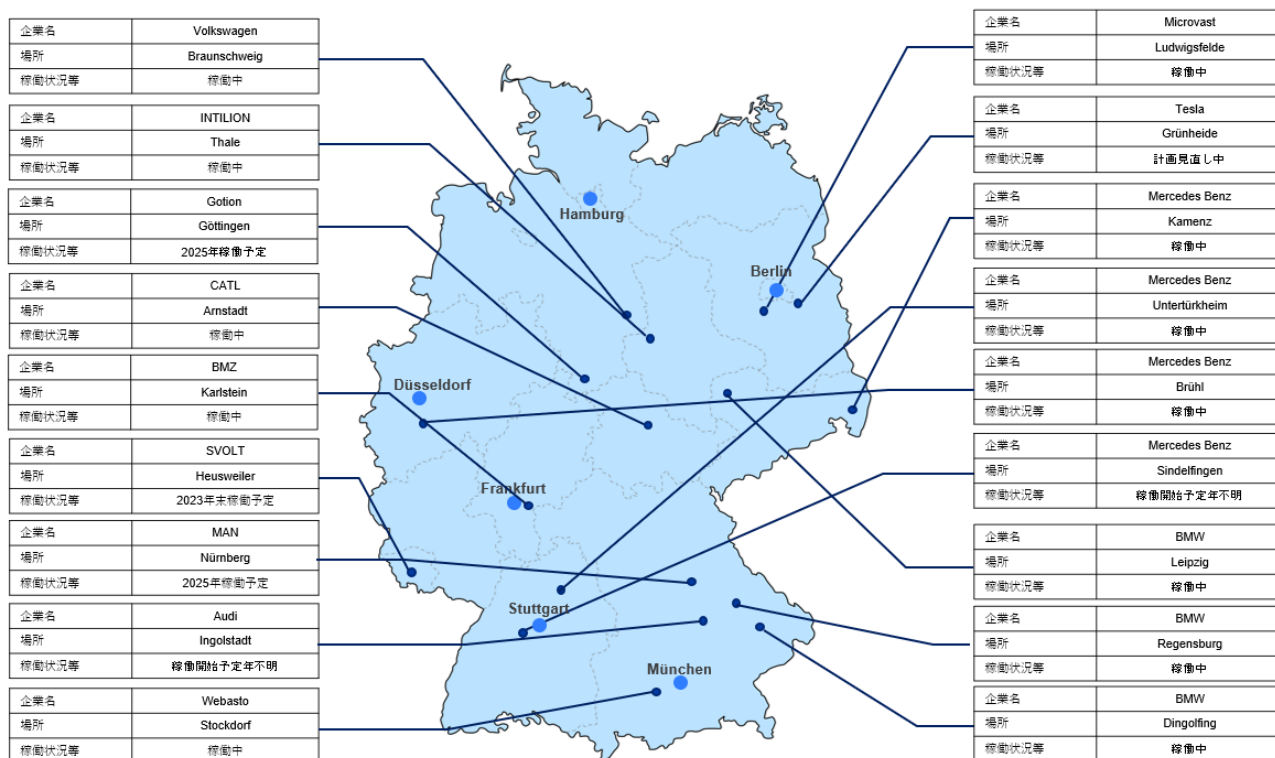 企業名 Volkswagen
場所 Braunschweig
稼働状況等 稼働中
企業名 INTILION
場所 Thale
稼働状況等 稼働中
企業名 Gotion
場所 Göttingen
稼働状況等 2025年稼働予定
企業名 CATL
場所 Arnstadt
稼働状況等 稼働中
企業名 BMZ
場所 Karlstein
稼働状況等 稼働中
企業名 SVOLT
場所 Heusweiler
稼働状況等 2023年末稼働予定
企業名 MAN
場所 Nürnberg
稼働状況等 2025年稼働予定
企業名 Audi
場所 Ingolstadt
稼働状況等 稼働開始予定年不明
企業名 Webasto
場所 Stockdorf
稼働状況等 稼働中
Hamburg
Berlin
Düsseldorf
Frankfurt
Stuttgart
München
企業名 Microvast
場所 Ludwigsfelde
稼働状況等 稼働中
企業名 Tesla
場所 Grünheide
稼働状況等 計画見直し中
企業名 Mercedes Benz
場所 Kamenz
稼働状況等 稼働中
企業名 Mercedes Benz
場所 Untertürkheim
稼働状況等 稼働中
企業名 Mercedes Benz
場所 Brühl
稼働状況等 稼働中
企業名 Mercedes Benz
場所 Sindelfingen
稼働状況等 稼働開始予定年不明
企業名 BMW
場所 Leipzig
稼働状況等 稼働中
企業名 BMW
場所 Regensburg
稼働状況等 稼働中
企業名 BMW
場所 Dingolfing
稼働状況等 稼働中